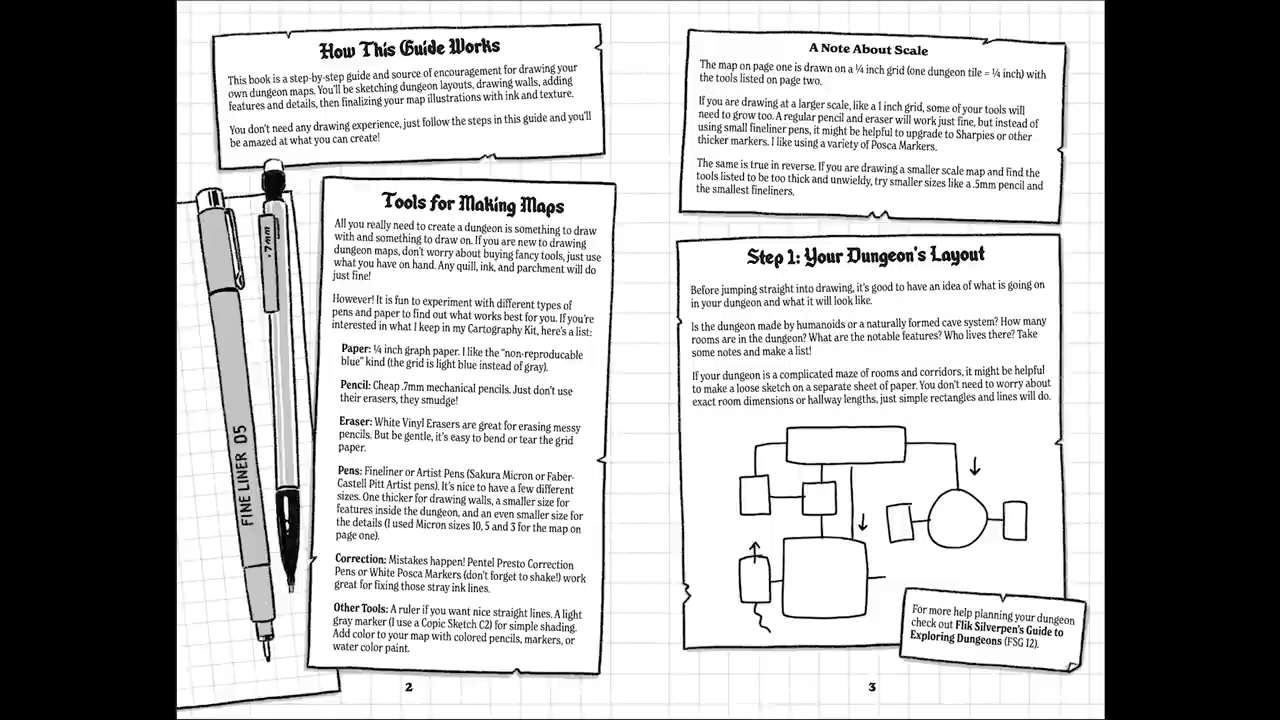 How This Guide Works
This book is a step-by-step guide and source of encouragement for drawing your
own dungeon maps. You'll be sketching dungeon layouts, drawing walls, adding
features and details, then finalizing your map illustrations with ink and texture.
You don't need any drawing experience, just follow the steps in this guide and you'll
be amazed at what you can create!
.7mm
FINE LINER 05
Tools for Making Maps
All you really need to create a dungeon is something to draw
with and something to draw on. If you are new to drawing
dungeon maps, don't worry about buying fancy tools, just use
what you have on hand. Any quill, ink, and parchment will do
just fine!
However! It is fun to experiment with different types of
pens and paper to find out what works best for you. If you're
interested in what I keep in my Cartography Kit, here's a list:
Paper: ¼ inch graph paper. I like the "non-reproducable
blue" kind (the grid is light blue instead of gray).
Pencil: Cheap .7mm mechanical pencils. Just don't use
their erasers, they smudge!
Eraser: White Vinyl Erasers are great for erasing messy
pencils. But be gentle, it's easy to bend or tear the grid
paper.
Pens: Fineliner or Artist Pens (Sakura Micron or Faber-
Castell Pitt Artist pens). It's nice to have a few different
sizes. One thicker for drawing walls, a smaller size for
features inside the dungeon, and an even smaller size for
the details (I used Micron sizes 10, 5 and 3 for the map on
page one).
Correction: Mistakes happen! Pentel Presto Correction
Pens or White Posca Markers (don't forget to shake!) work
great for fixing those stray ink lines.
Other Tools: A ruler if you want nice straight lines. A light
gray marker (I use a Copic Sketch C2) for simple shading.
Add color to your map with colored pencils, markers, or
water color paint.
2
A Note About Scale
The map on page one is drawn on a ¼ inch grid (one dungeon tile = ¼ inch) with
the tools listed on page two.
If you are drawing at a larger scale, like a 1 inch grid, some of your tools will
need to grow too. A regular pencil and eraser will work just fine, but instead of
using small fineliner pens, it might be helpful to upgrade to Sharpies or other
thicker markers. I like using a variety of Posca Markers.
The same is true in reverse. If you are drawing a smaller scale map and find the
tools listed to be too thick and unwieldy, try smaller sizes like a .5mm pencil and
the smallest fineliners.
Step 1: Your Dungeon's Layout
Before jumping straight into drawing, it's good to have an idea of what is going on
in your dungeon and what it will look like.
Is the dungeon made by humanoids or a naturally formed cave system? How many
rooms are in the dungeon? What are the notable features? Who lives there? Take
some notes and make a list!
If your dungeon is a complicated maze of rooms and corridors, it might be helpful
to make a loose sketch on a separate sheet of paper. You don't need to worry about
exact room dimensions or hallway lengths, just simple rectangles and lines will do.
For more help planning your dungeon
check out Flik Silverpen's Guide to
Exploring Dungeons (FSG 12).
3